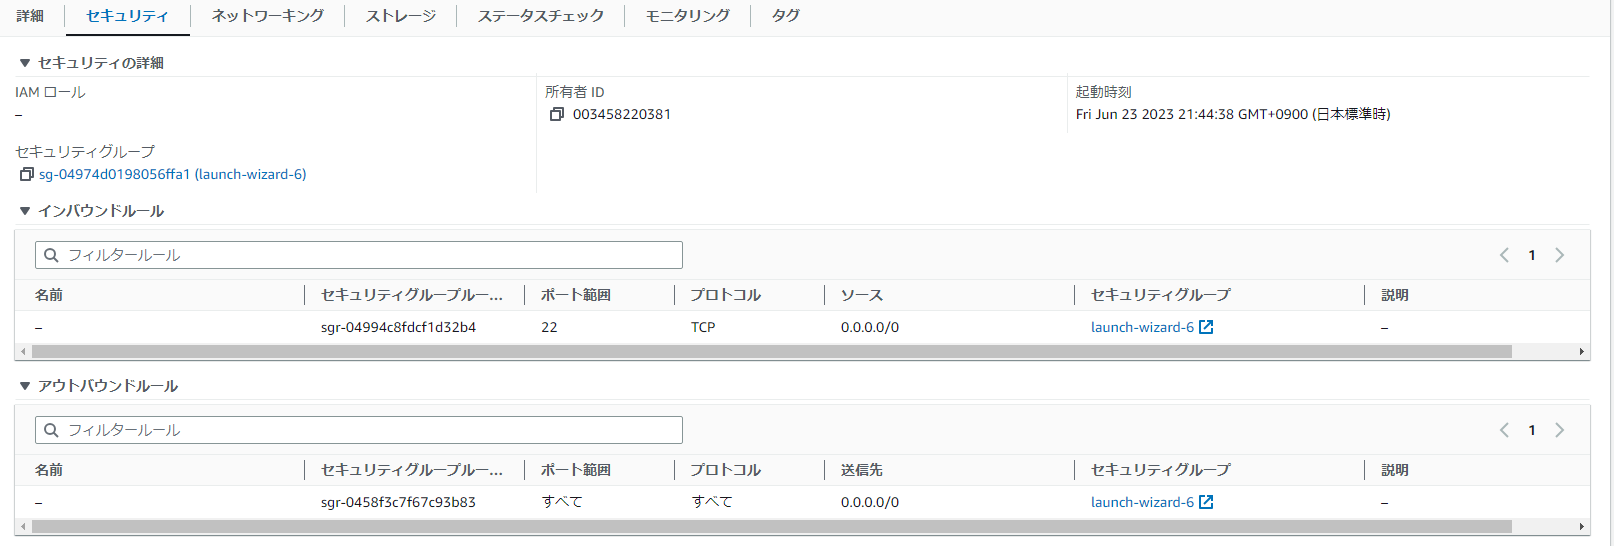 詳細 セキュリティ ネットワーキング ストレージ ステータスチェック モニタリング タグ
▼ セキュリティの詳細
IAM ロール 所有者 ID 起動時刻
– 003458220381 Fri Jun 23 2023 21:44:38 GMT+0900 (日本標準時)
セキュリティグループ
sg-04974d0198056ffa1 (launch-wizard-6)
▼ インバウンドルール
フィルタールール 1
名前 セキュリティグループルー... ポート範囲 プロトコル ソース セキュリティグループ 説明
– sgr-04994c8fdcf1d32b4 22 TCP 0.0.0.0/0 launch-wizard-6 –
▼ アウトバウンドルール
フィルタールール 1
名前 セキュリティグループルー... ポート範囲 プロトコル 送信先 セキュリティグループ 説明
– sgr-0458f3c7f67c93b83 すべて すべて 0.0.0.0/0 launch-wizard-6 –